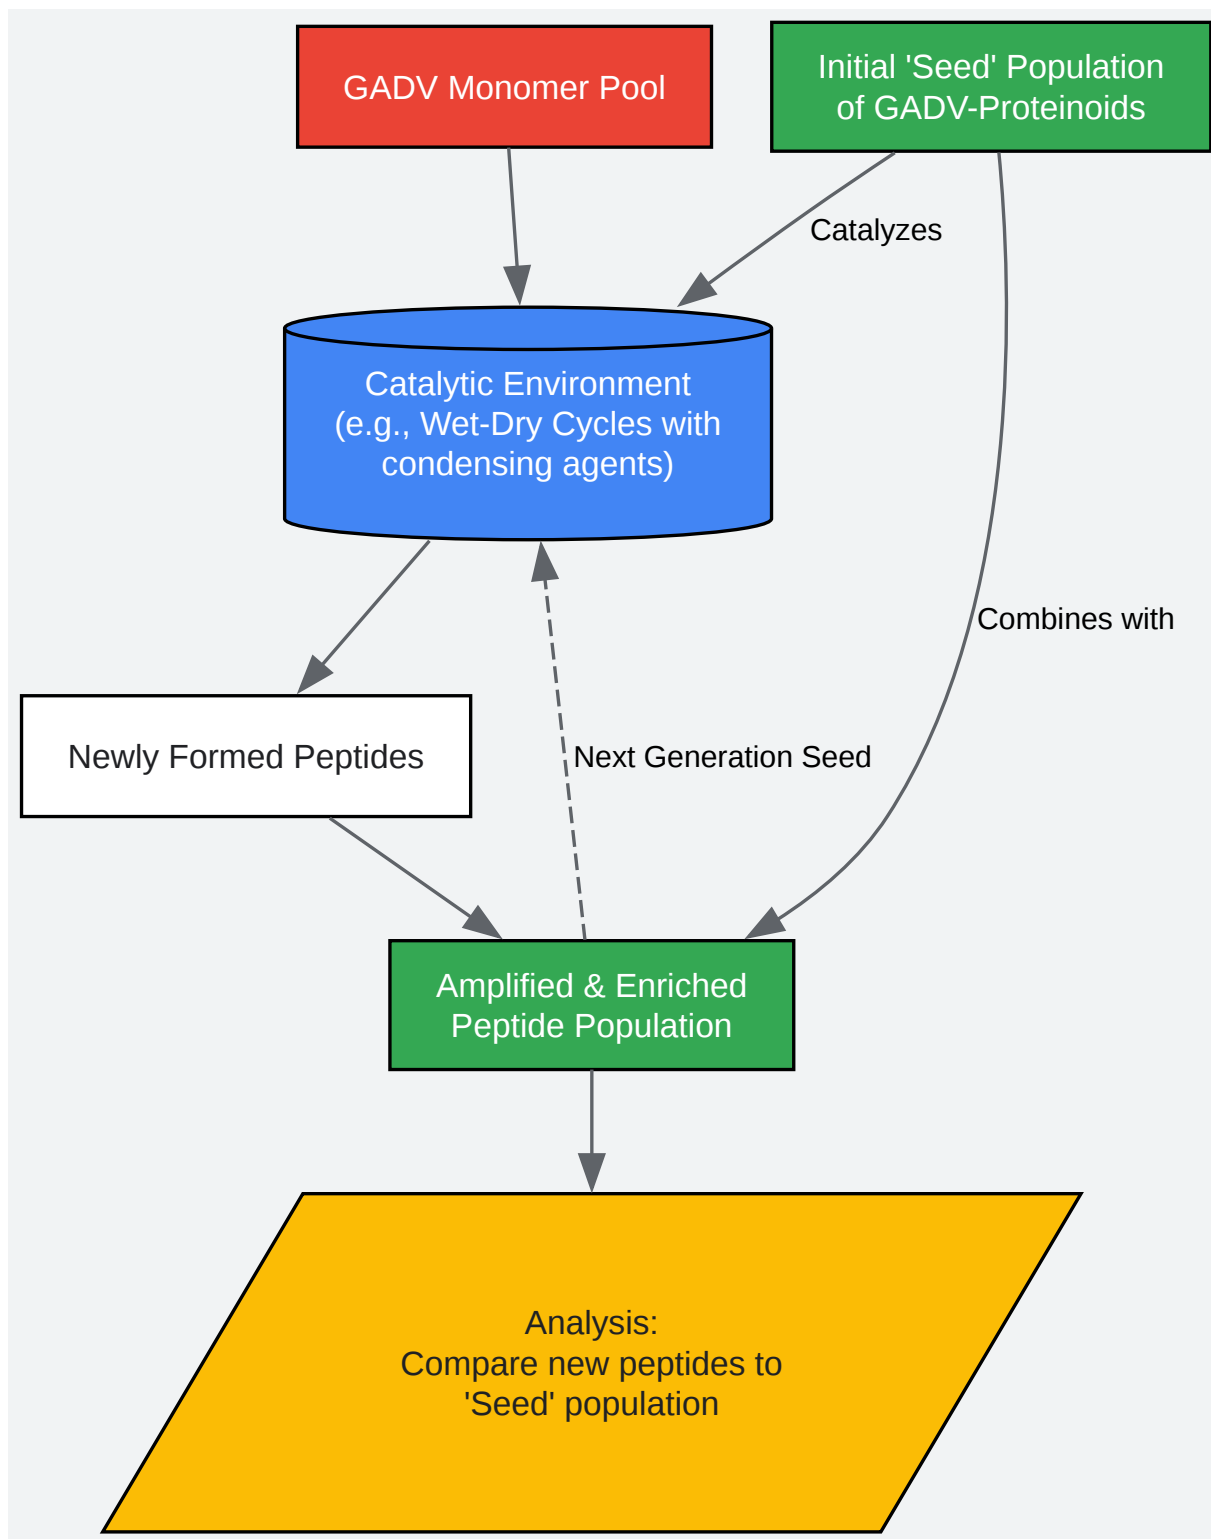 GADV Monomer Pool
Initial 'Seed' Population
of GADV-Proteinoids
Catalyzes
Catalytic Environment
(e.g., Wet-Dry Cycles with
condensing agents)
Combines with
Newly Formed Peptides
Next Generation Seed
Amplified & Enriched
Peptide Population
Analysis:
Compare new peptides to
'Seed' population